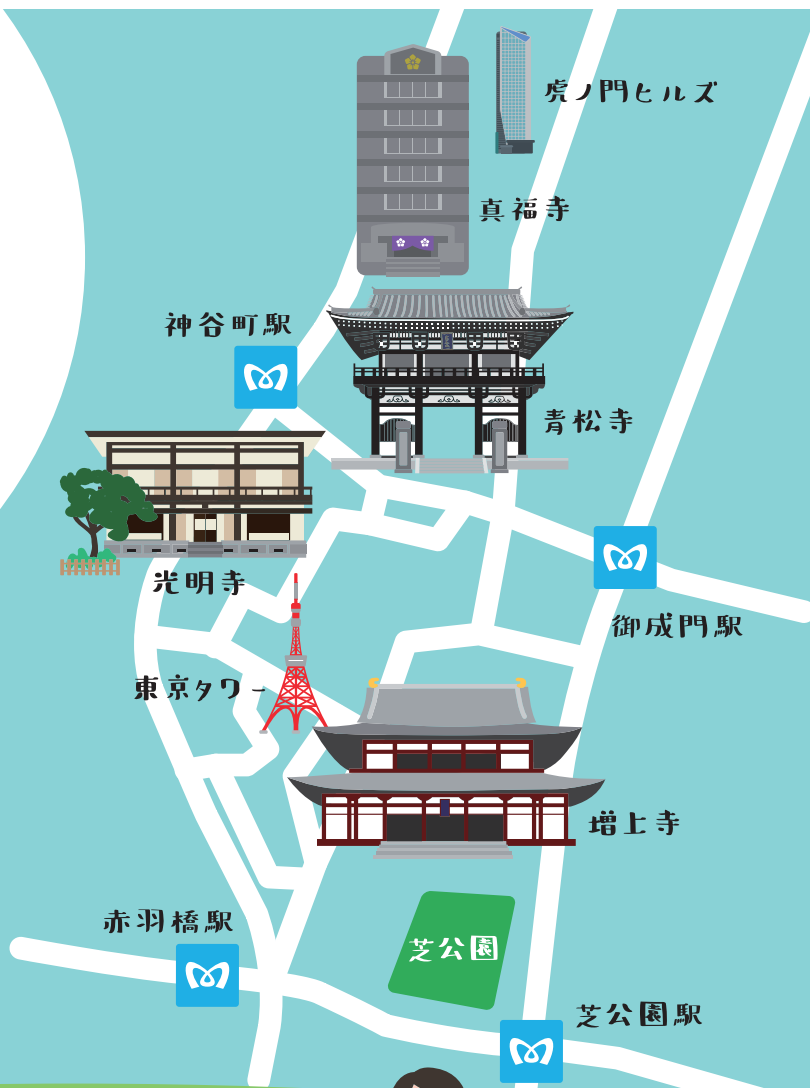 虎ノ門ヒルズ
真福寺
神谷町駅
青松寺
光明寺
御成門駅
東京タワー
増上寺
赤羽橋駅
芝公園
芝公園駅